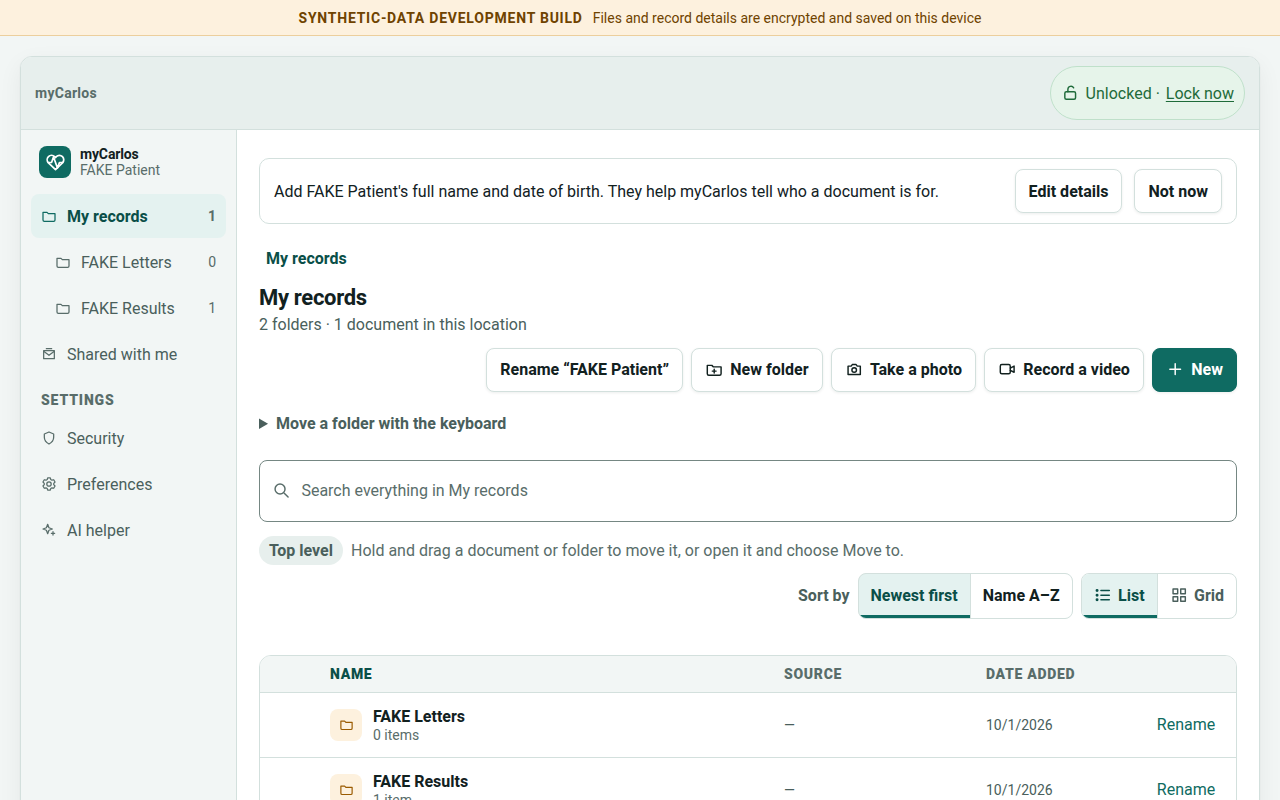 SYNTHETIC-DATA DEVELOPMENT BUILD Files and record details are encrypted and saved on this device
myCarlos
Unlocked · Lock now
myCarlos
FAKE Patient
My records 1
FAKE Letters 0
FAKE Results 1
Shared with me
SETTINGS
Security
Preferences
AI helper
Add FAKE Patient's full name and date of birth. They help myCarlos tell who a document is for.
Edit details
Not now
My records
My records
2 folders · 1 document in this location
Rename “FAKE Patient”
New folder
Take a photo
Record a video
New
Move a folder with the keyboard
Search everything in My records
Top level Hold and drag a document or folder to move it, or open it and choose Move to.
Sort by Newest first Name A–Z List Grid
NAME SOURCE DATE ADDED
FAKE Letters — 10/1/2026 Rename
0 items
FAKE Results — 10/1/2026 Rename
1 item